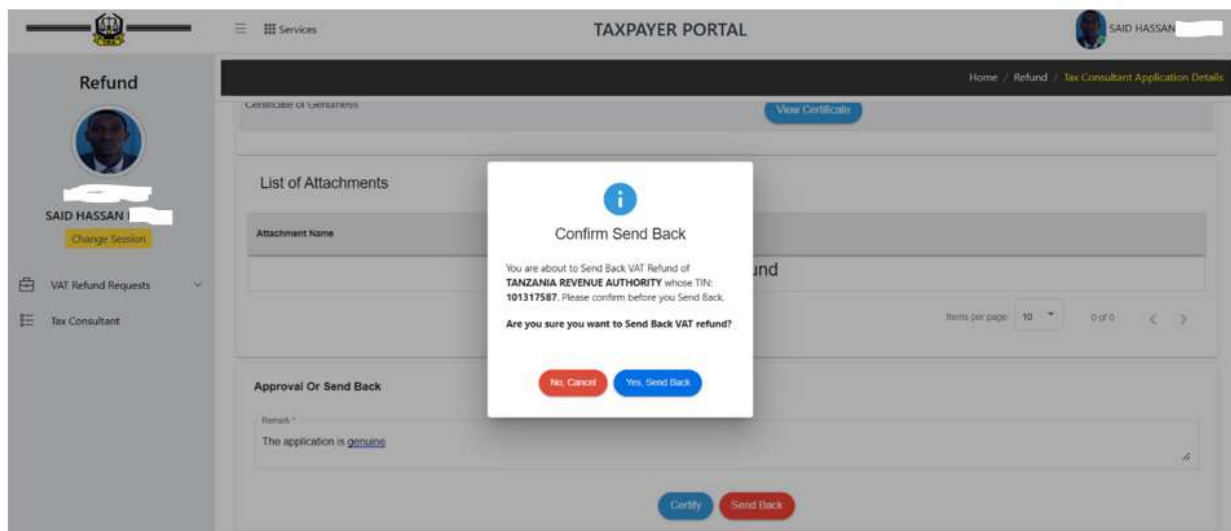 Services
TAXPAYER PORTAL
SAID HASSAN
Refund
Home / Refund / Tax Consultant Application Details
Certificate of Genuiness
View Certificate
List of Attachments
Attachment Name
SAID HASSAN
Change Session
VAT Refund Requests
Tax Consultant
Confirm Send Back
You are about to Send Back VAT Refund of
TANZANIA REVENUE AUTHORITY whose TIN:
101317587. Please confirm before you Send Back.
Are you sure you want to Send Back VAT refund?
No, Cancel
Yes, Send Back
und
Items per page: 10
0 of 0
Approval Or Send Back
Remark *
The application is genuine
Certify
Send Back